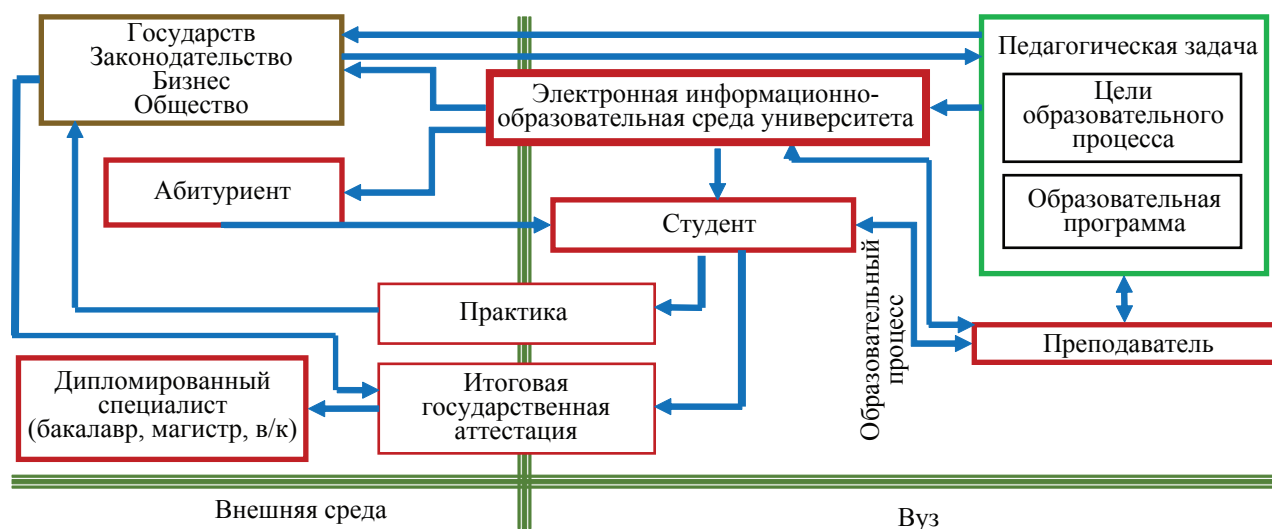 Государств
Законодательство
Бизнес
Общество
Педагогическая задача
Цели
образовательного
процесса
Образовательная
программа
Электронная информационно-
образовательная среда университета
Абитуриент
Студент
Образовательный
процесс
Практика
Преподаватель
Дипломированный
специалист
(бакалавр, магистр, в/к)
Итоговая
государственная
аттестация
Внешняя среда
Вуз